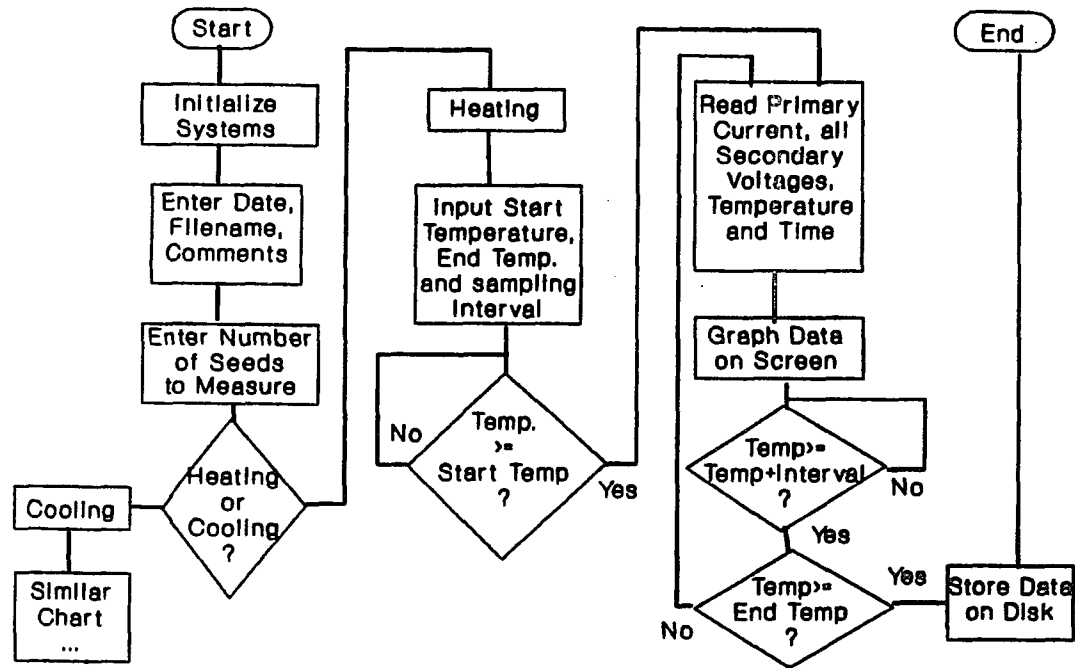 Start
Initialize
Systems
Enter Date,
Filename,
Comments
Enter Number
of Seeds
to Measure
Heating
or
Cooling
?
Cooling
Similar
Chart
...
Heating
Input Start
Temperature,
End Temp.
and sampling
Interval
Temp.
>=
Start Temp
?
No
Yes
Read Primary
Current, all
Secondary
Voltages,
Temperature
and Time
Graph Data
on Screen
Temp>=
Temp+Interval
?
No
Yes
Temp>=
End Temp
?
No
Yes
Store Data
on Disk
End